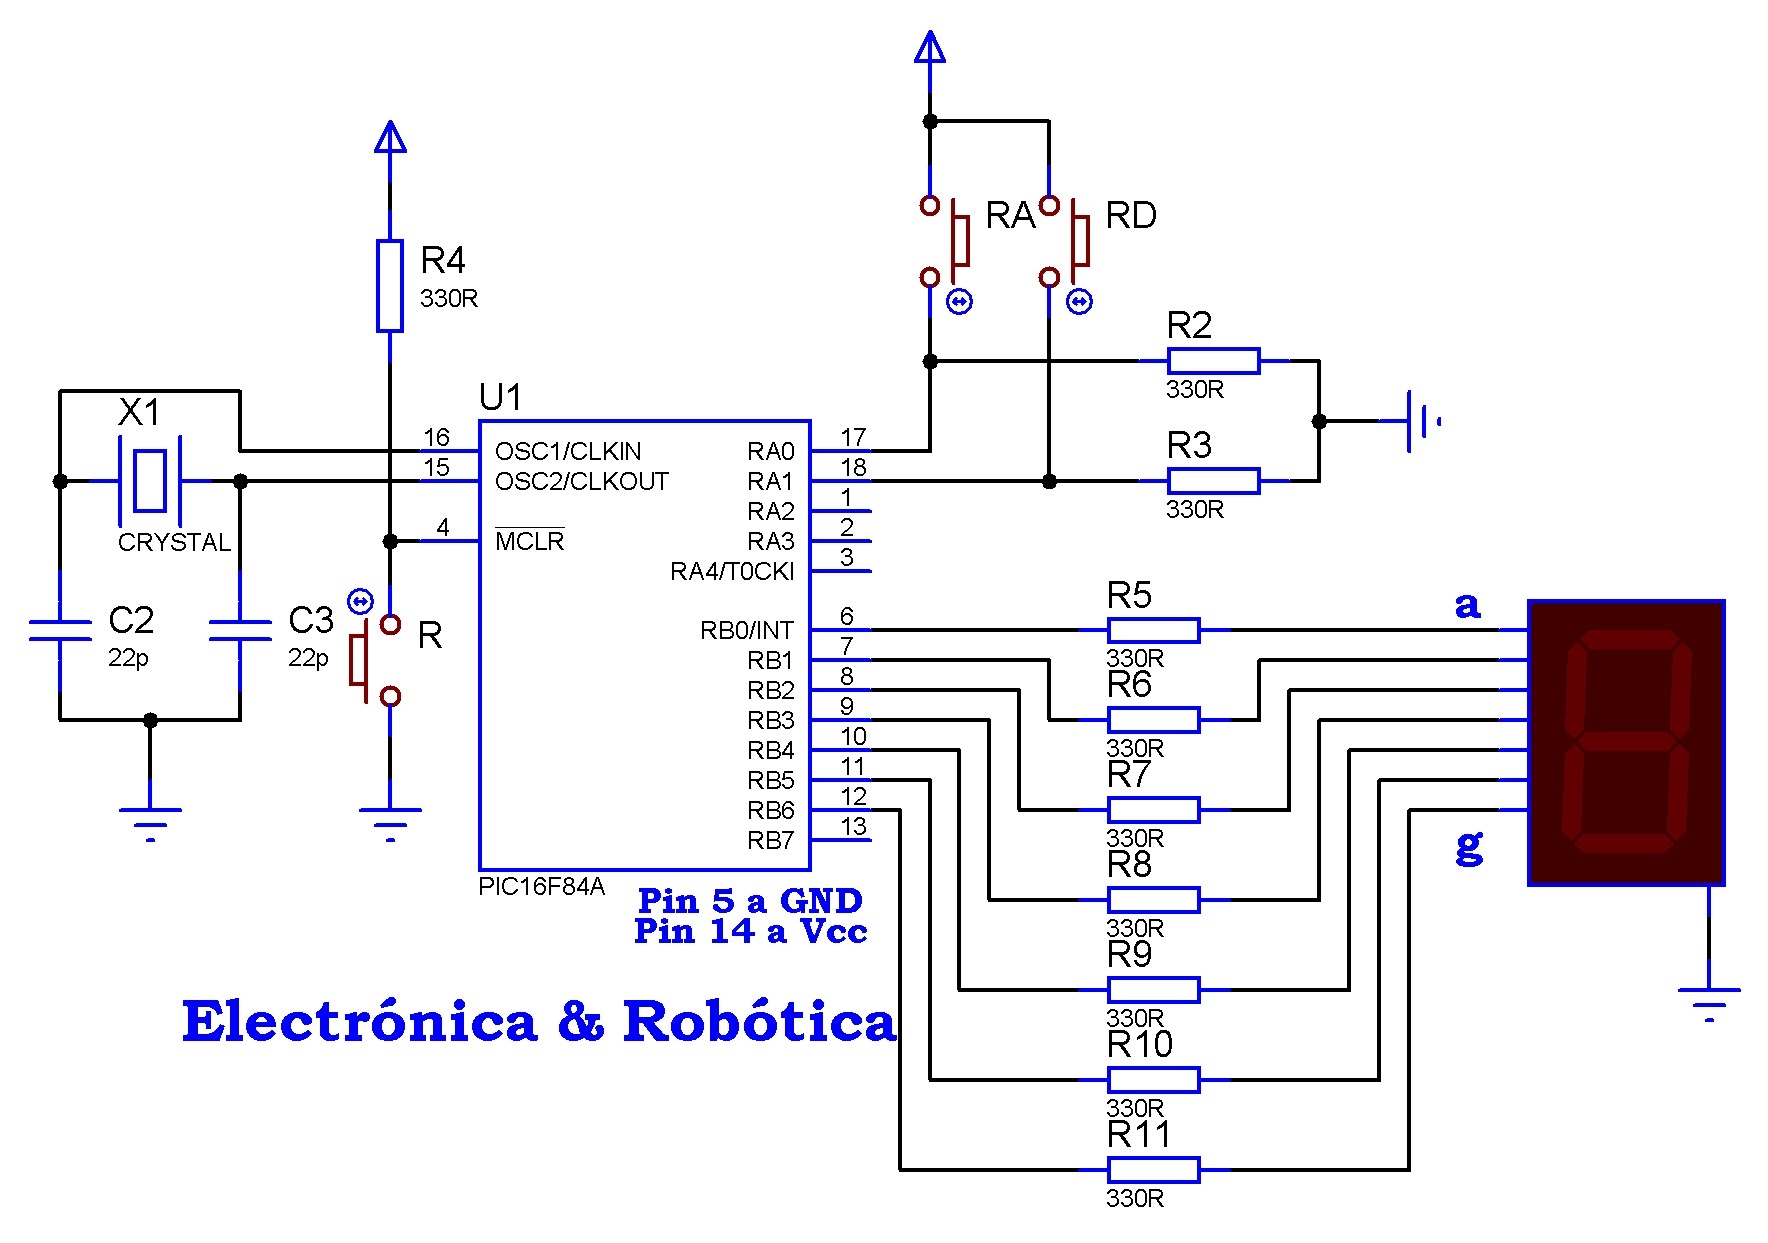 RA
RD
R4
330R
R2
330R
U1
X1
CRYSTAL
R3
330R
16
15
4
OSC1/CLKIN
OSC2/CLKOUT
MCLR
RA0
RA1
RA2
RA3
RA4/T0CKI
RB0/INT
RB1
RB2
RB3
RB4
RB5
RB6
RB7
17
18
1
2
3
6
7
8
9
10
11
12
13
C2
22p
C3
22p
R
R5
330R
R6
330R
R7
330R
R8
330R
R9
330R
R10
330R
R11
330R
a
g
PIC16F84A
Pin 5 a GND
Pin 14 a Vcc
Electrónica & Robótica